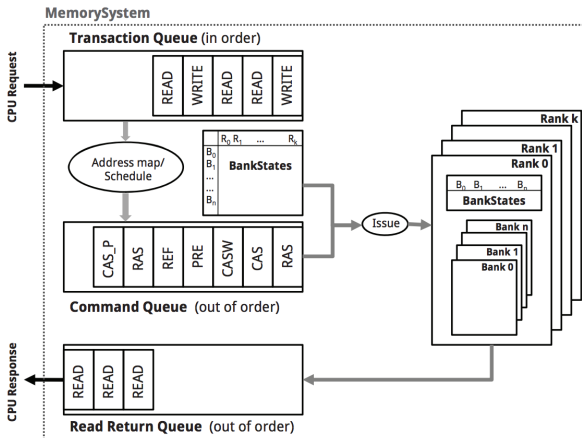 MemorySystem
Transaction Queue (in order)
CPU Request
READ
WRITE
READ
READ
WRITE
Address map/
Schedule
R0 R1 ... Rk
B0
B1
...
...
Bn
BankStates
CAS_P
RAS
REF
PRE
CASW
CAS
RAS
Command Queue (out of order)
Issue
Rank k
Rank 1
Rank 0
B0 B1 ... Bn
BankStates
Bank n
Bank 1
Bank 0
CPU Response
READ
READ
READ
Read Return Queue (out of order)